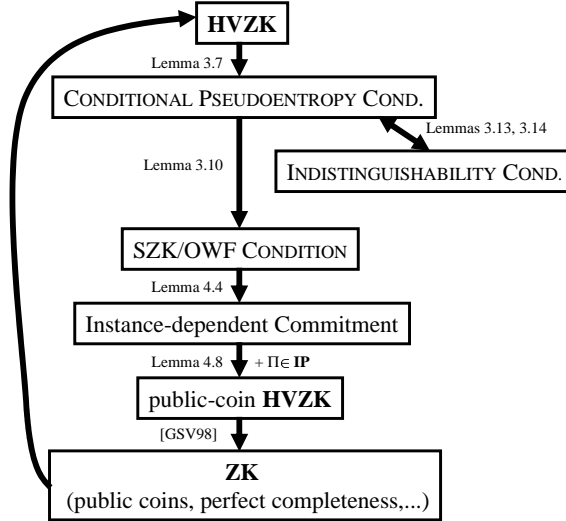 HVZK
Lemma 3.7
CONDITIONAL PSEUDOENTROPY COND.
Lemmas 3.13, 3.14
Lemma 3.10
INDISTINGUISHABILITY COND.
SZK/OWF CONDITION
Lemma 4.4
Instance-dependent Commitment
Lemma 4.8 + Π∈ IP
public-coin HVZK
[GSV98]
ZK
(public coins, perfect completeness,...)